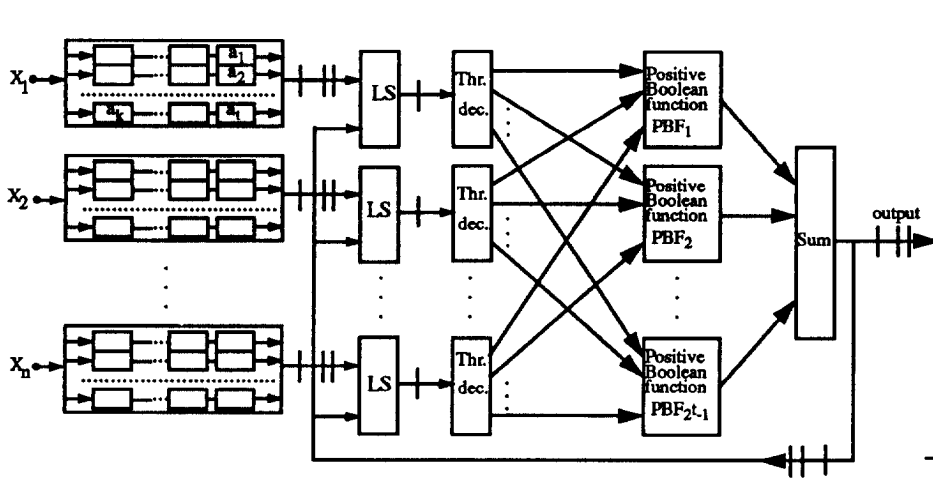 X1
a1
a2
ak
at
LS
Thr.
dec.
Positive
Boolean
function
PBF1
X2
LS
Thr.
dec.
Positive
Boolean
function
PBF2
Sum
output
Xn
LS
Thr.
dec.
Positive
Boolean
function
PBF2t-1